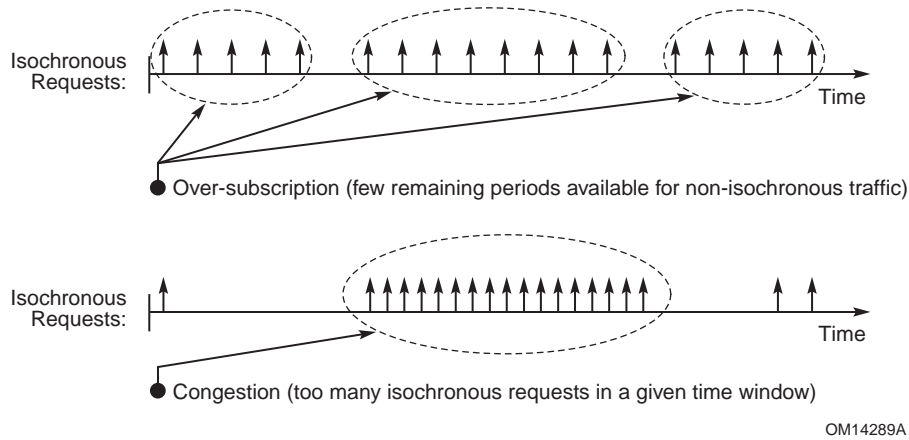 Isochronous
Requests:
Time
Over-subscription (few remaining periods available for non-isochronous traffic)
Isochronous
Requests:
Time
Congestion (too many isochronous requests in a given time window)
OM14289A